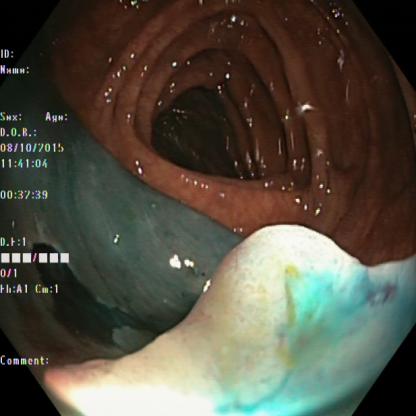 ID:
Name:
Sex: Age:
D.O.B.:
08/10/2015
11:41:04
00:37:39
D.F:1
■■■/■■■
0/1
Eh:A1 Cm:1
Comment: